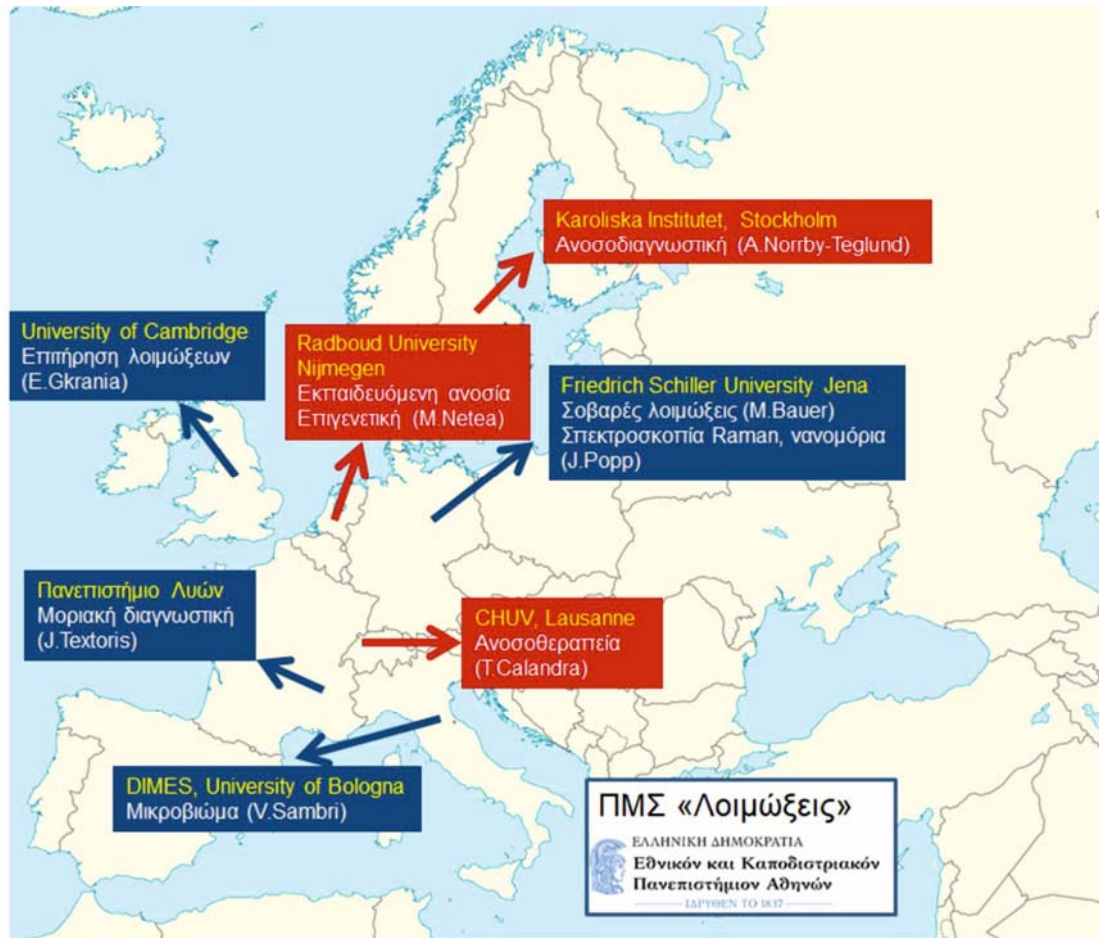 Karoliska Institutet, Stockholm
Ανοσοδιαγνωστική (A.Norrby-Teglund)
University of Cambridge
Επιτήρηση λοιμώξεων
(E.Gkrania)
Radboud University
Nijmegen
Εκπαιδευόμενη ανοσία
Επιγενετική (M.Netea)
Friedrich Schiller University Jena
Σοβαρές λοιμώξεις (M.Bauer)
Σπεκτροσκοπία Raman, νανομόρια
(J.Popp)
Πανεπιστήμιο Λυών
Μοριακή διαγνωστική
(J.Textoris)
CHUV, Lausanne
Ανοσοθεραπεία
(T.Calandra)
DIMES, University of Bologna
Μικροβίωμα (V.Sambri)
ΠΜΣ «Λοιμώξεις»
ΕΛΛΗΝΙΚΗ ΔΗΜΟΚΡΑΤΙΑ
Εθνικόν και Καποδιστριακόν
Πανεπιστήμιον Αθηνών
ΙΔΡΥΘΕΝ ΤΟ 1837